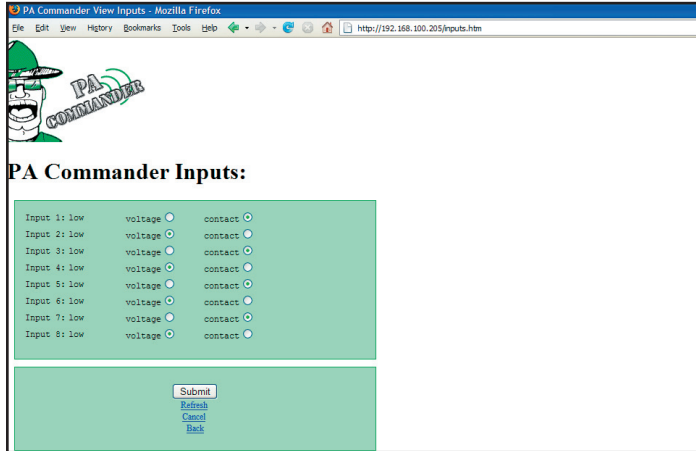 PA Commander View Inputs - Mozilla Firefox
File Edit View History Bookmarks Tools Help http://192.168.100.205/inputs.htm
PA
COMMANDER
PA Commander Inputs:
Input 1: low voltage contact
Input 2: low voltage contact
Input 3: low voltage contact
Input 4: low voltage contact
Input 5: low voltage contact
Input 6: low voltage contact
Input 7: low voltage contact
Input 8: low voltage contact
Submit
Refresh
Cancel
Back